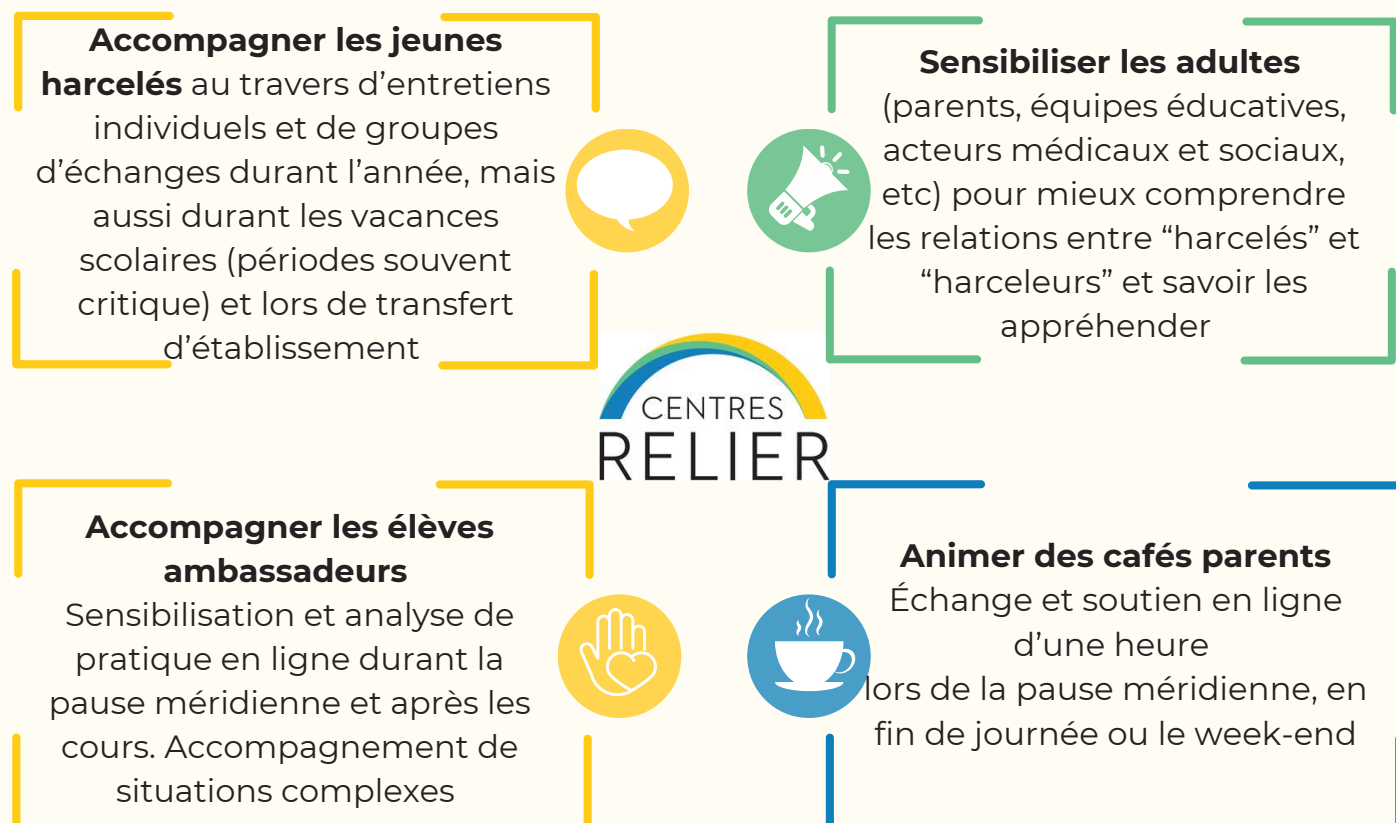 Accompagner les jeunes
harcelés au travers d’entretiens
individuels et de groupes
d’échanges durant l’année, mais
aussi durant les vacances
scolaires (périodes souvent
critique) et lors de transfert
d’établissement
Sensibiliser les adultes
(parents, équipes éducatives,
acteurs médicaux et sociaux,
etc) pour mieux comprendre
les relations entre “harcelés” et
“harceleurs” et savoir les
appréhender
CENTRES
RELIER
Accompagner les élèves
ambassadeurs
Sensibilisation et analyse de
pratique en ligne durant la
pause méridienne et après les
cours. Accompagnement de
situations complexes
Animer des cafés parents
Échange et soutien en ligne
d’une heure
lors de la pause méridienne, en
fin de journée ou le week-end